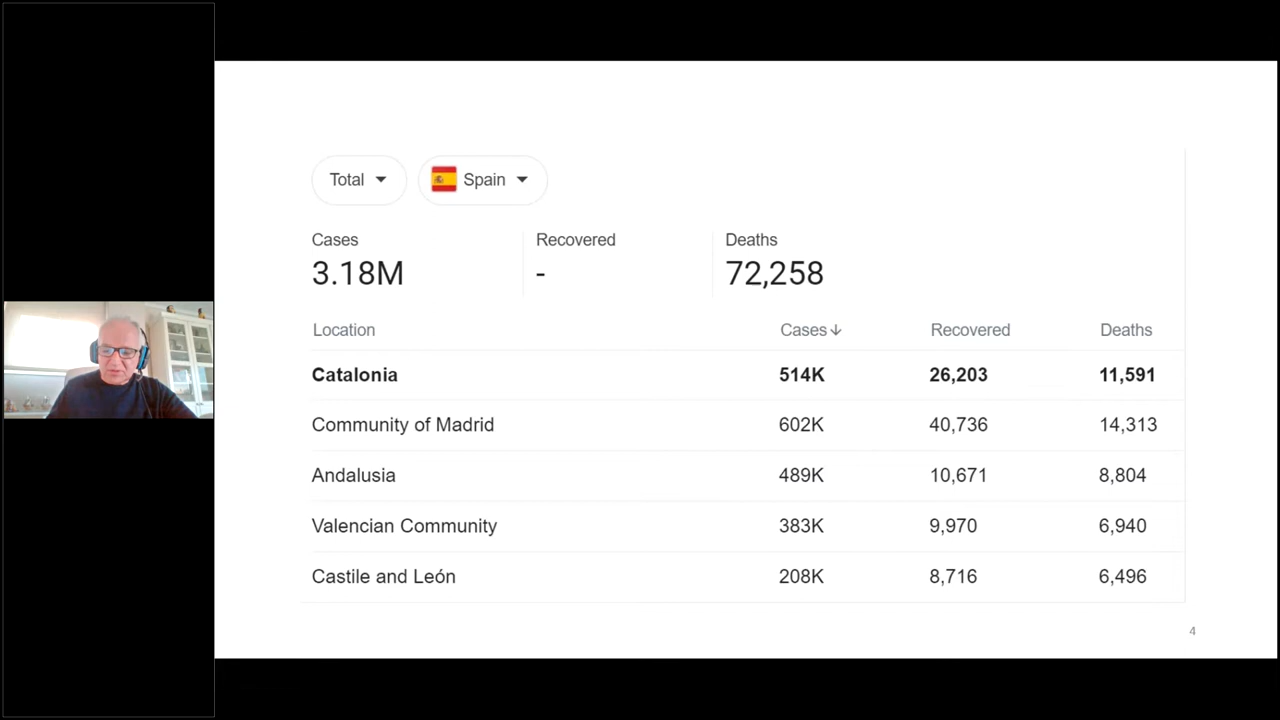 Total Spain
Cases Recovered Deaths
3.18M - 72,258
Location Cases↓ Recovered Deaths
Catalonia 514K 26,203 11,591
Community of Madrid 602K 40,736 14,313
Andalusia 489K 10,671 8,804
Valencian Community 383K 9,970 6,940
Castile and León 208K 8,716 6,496
4